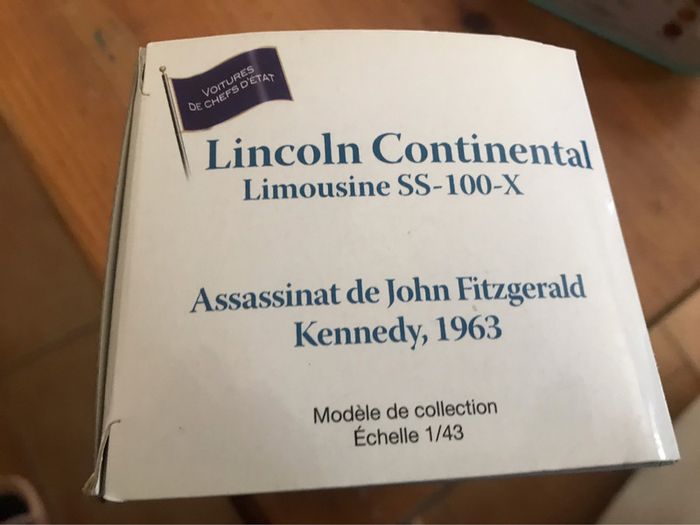 VOITURES
DE CHEFS D'ÉTAT
Lincoln Continental
Limousine SS-100-X
Assassinat de John Fitzgerald
Kennedy, 1963
Modèle de collection
Échelle 1/43